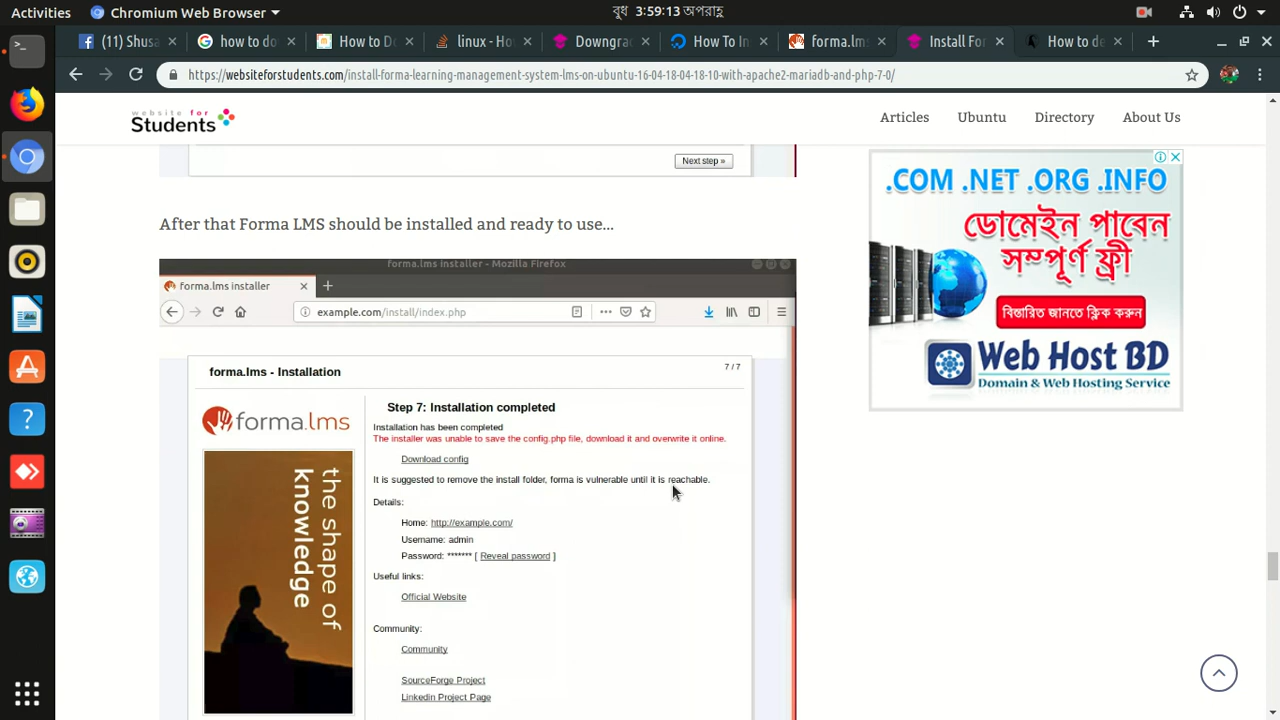 Activities
Chromium Web Browser
বুধ 3:59:13 অপরাহ্ন
(11) Shusa
how to do
How to Do
linux - Ho
Downgrad
How To In
forma.lms
Install For
How to de
https://websiteforstudents.com/install-forma-learning-management-system-lms-on-ubuntu-16-04-18-04-18-10-with-apache2-mariadb-and-php-7-0/
website for
Students
Articles
Ubuntu
Directory
About Us
Next step »
After that Forma LMS should be installed and ready to use...
forma.lms installer - Mozilla Firefox
forma.lms installer
example.com/install/index.php
forma.lms - Installation
7 / 7
forma.lms
the shape of
knowledge
Step 7: Installation completed
Installation has been completed
The installer was unable to save the config.php file, download it and overwrite it online.
Download config
It is suggested to remove the install folder, forma is vulnerable until it is reachable.
Details:
Home: http://example.com/
Username: admin
Password: ******* [ Reveal password ]
Useful links:
Official Website
Community:
Community
SourceForge Project
Linkedin Project Page
.COM .NET .ORG .INFO
ডোমেইন পাবেন
সম্পূর্ণ ফ্রী
বিস্তারিত জানতে ক্লিক করুন
Web Host BD
Domain & Web Hosting Service